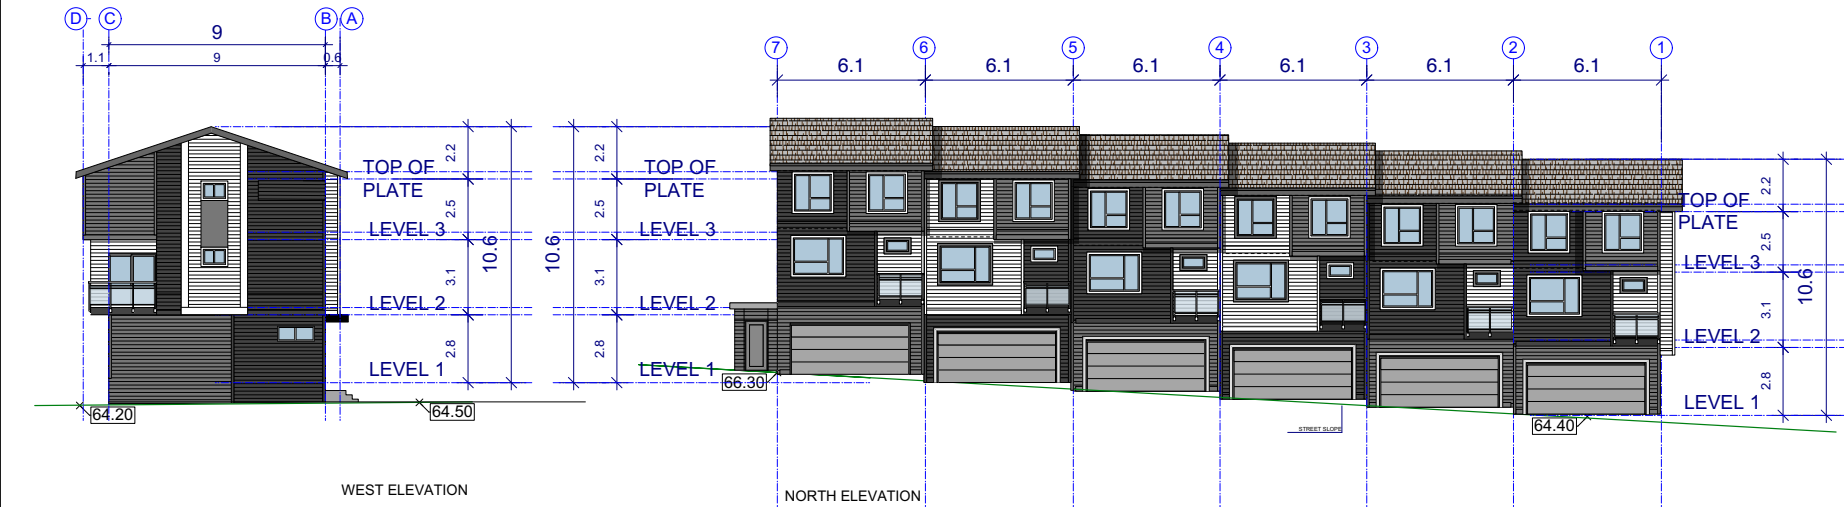 D C B A
9
1.1 9 0.6
TOP OF
PLATE
LEVEL 3
LEVEL 2
LEVEL 1
2.2
2.5
3.1
2.8
10.6
64.20
64.50
WEST ELEVATION
7 6 5 4 3 2 1
6.1 6.1 6.1 6.1 6.1 6.1
10.6
2.2
2.5
3.1
2.8
TOP OF
PLATE
LEVEL 3
LEVEL 2
LEVEL 1
66.30
STREET SLOPE
64.40
TOP OF
PLATE
LEVEL 3
LEVEL 2
LEVEL 1
2.2
2.5
3.1
2.8
10.6
NORTH ELEVATION